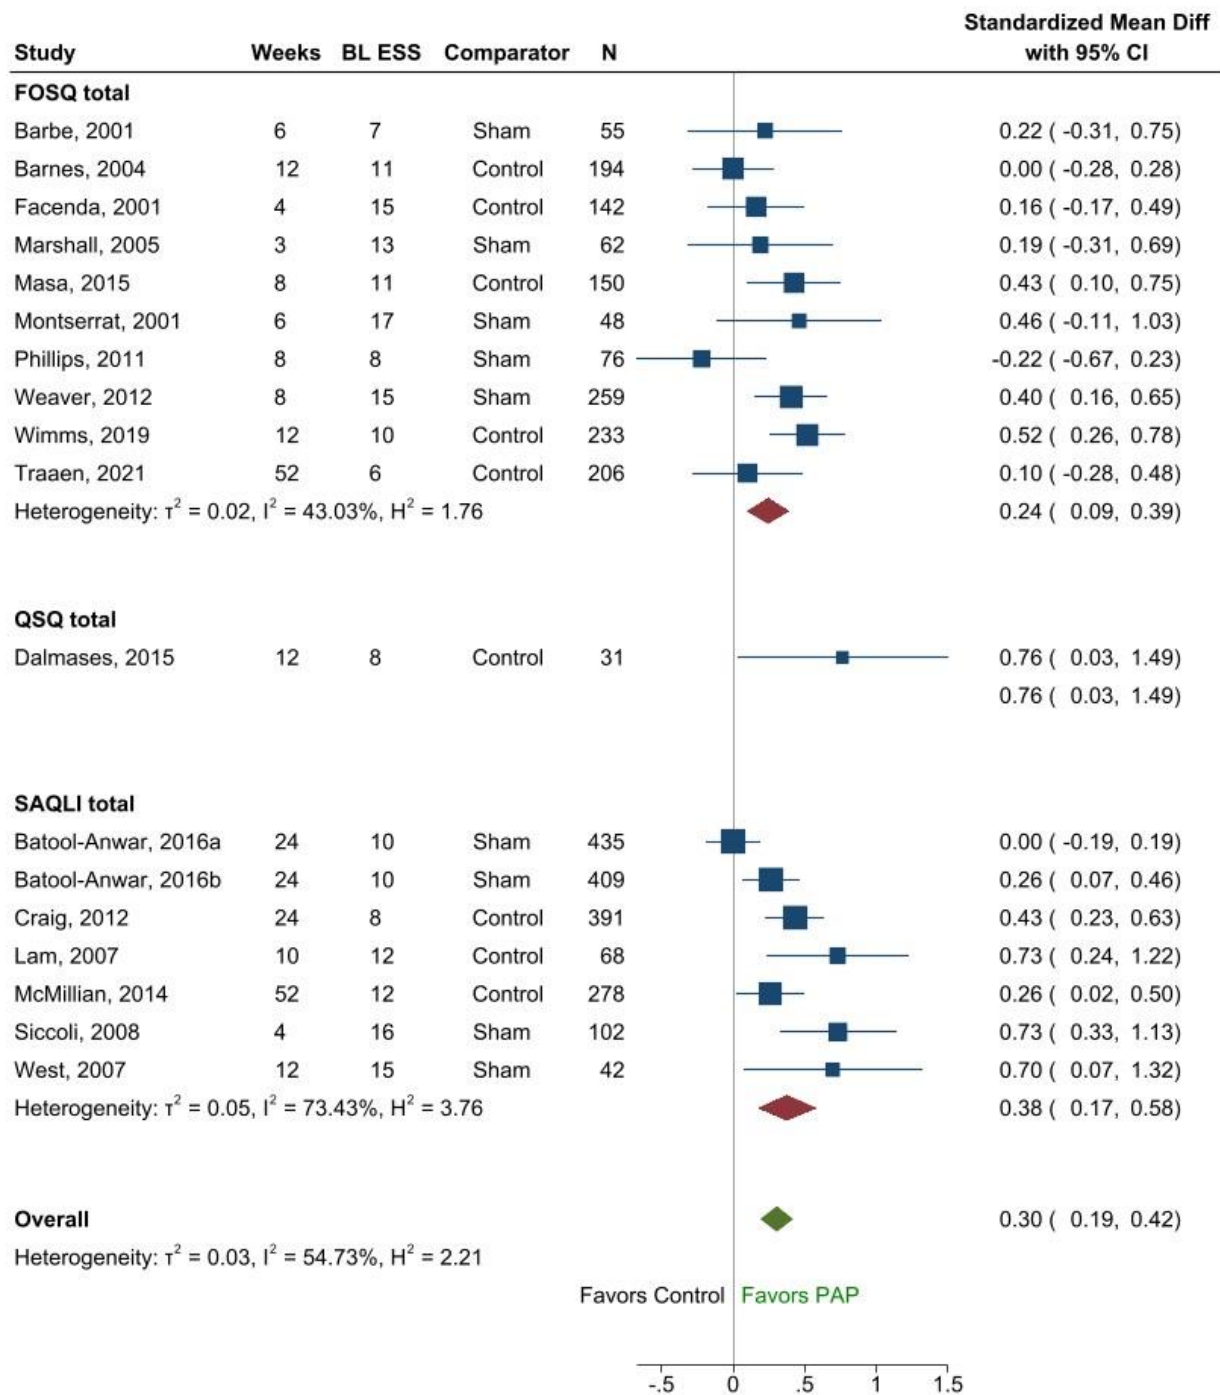 Standardized Mean Diff
Study Weeks BL ESS Comparator N with 95% CI
FOSQ total
Barbe, 2001 6 7 Sham 55 0.22 ( -0.31, 0.75)
Barnes, 2004 12 11 Control 194 0.00 ( -0.28, 0.28)
Facenda, 2001 4 15 Control 142 0.16 ( -0.17, 0.49)
Marshall, 2005 3 13 Sham 62 0.19 ( -0.31, 0.69)
Masa, 2015 8 11 Control 150 0.43 ( 0.10, 0.75)
Montserrat, 2001 6 17 Sham 48 0.46 ( -0.11, 1.03)
Phillips, 2011 8 8 Sham 76 -0.22 ( -0.67, 0.23)
Weaver, 2012 8 15 Sham 259 0.40 ( 0.16, 0.65)
Wimms, 2019 12 10 Control 233 0.52 ( 0.26, 0.78)
Traaen, 2021 52 6 Control 206 0.10 ( -0.28, 0.48)
Heterogeneity: τ² = 0.02, I² = 43.03%, H² = 1.76 0.24 ( 0.09, 0.39)
QSQ total
Dalmases, 2015 12 8 Control 31 0.76 ( 0.03, 1.49)
0.76 ( 0.03, 1.49)
SAQLI total
Batool-Anwar, 2016a 24 10 Sham 435 0.00 ( -0.19, 0.19)
Batool-Anwar, 2016b 24 10 Sham 409 0.26 ( 0.07, 0.46)
Craig, 2012 24 8 Control 391 0.43 ( 0.23, 0.63)
Lam, 2007 10 12 Control 68 0.73 ( 0.24, 1.22)
McMillian, 2014 52 12 Control 278 0.26 ( 0.02, 0.50)
Siccoli, 2008 4 16 Sham 102 0.73 ( 0.33, 1.13)
West, 2007 12 15 Sham 42 0.70 ( 0.07, 1.32)
Heterogeneity: τ² = 0.05, I² = 73.43%, H² = 3.76 0.38 ( 0.17, 0.58)
Overall 0.30 ( 0.19, 0.42)
Heterogeneity: τ² = 0.03, I² = 54.73%, H² = 2.21
Favors Control Favors PAP
-.5 0 .5 1 1.5